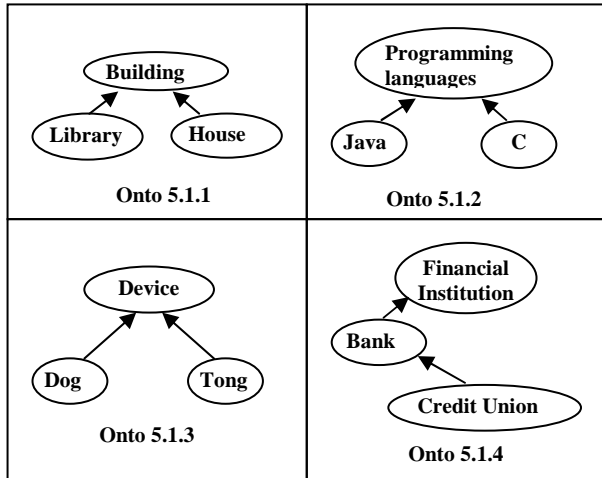 Building
Library
House
Onto 5.1.1
Programming
languages
Java
C
Onto 5.1.2
Device
Dog
Tong
Onto 5.1.3
Financial
Institution
Bank
Credit Union
Onto 5.1.4